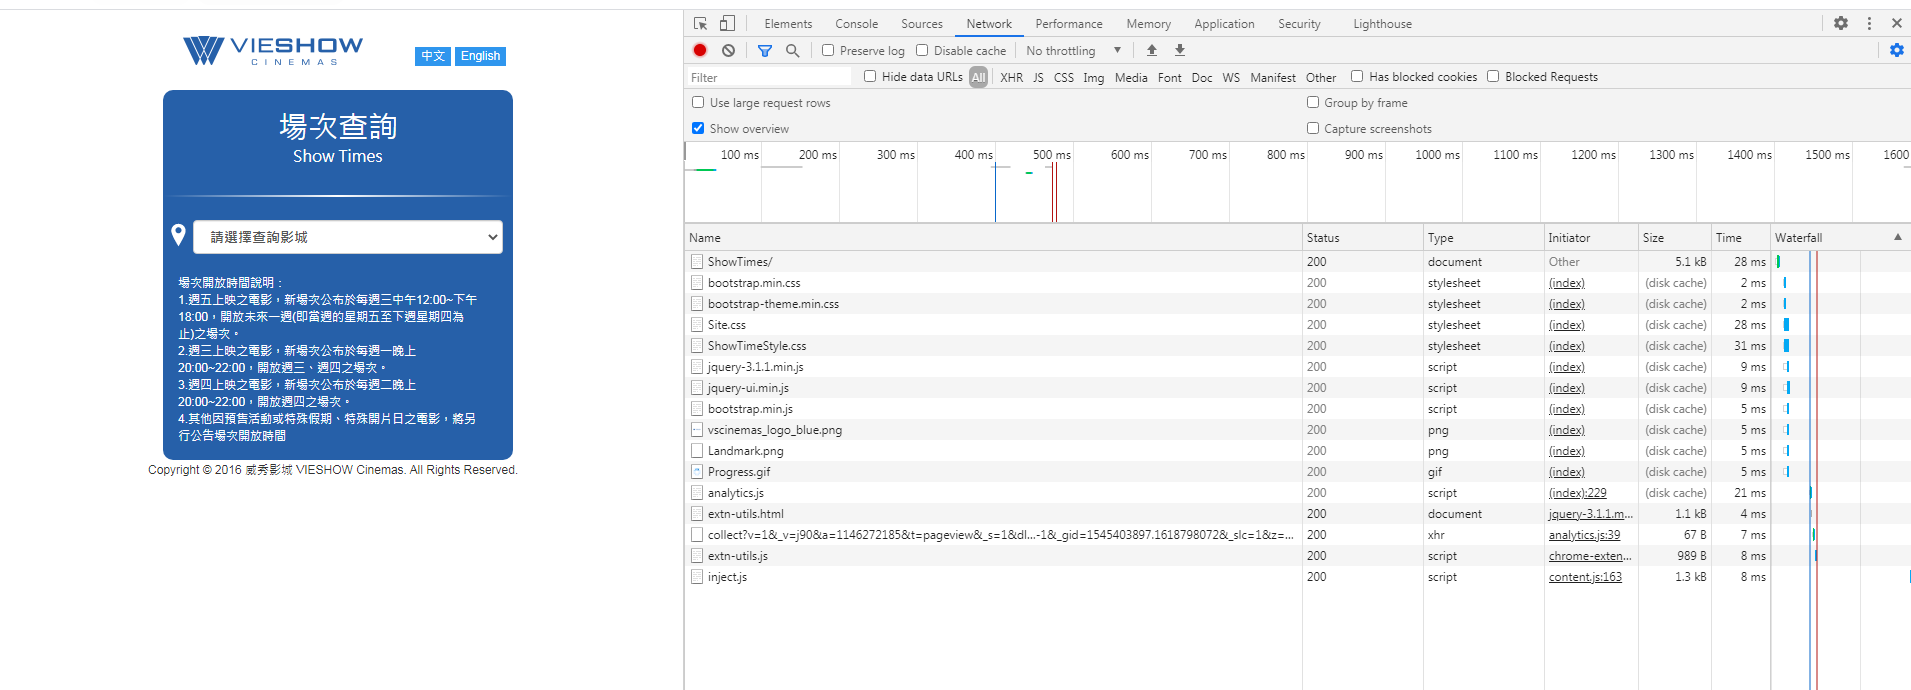 VIESHOW
CINEMAS
中文 English
場次查詢
Show Times
請選擇查詢影城
場次開放時間說明：
1.週五上映之電影，新場次公布於每週三中午12:00~下午
18:00，開放未來一週(即當週的星期五至下週星期四為
止)之場次。
2.週三上映之電影，新場次公布於每週一晚上
20:00~22:00，開放週三、週四之場次。
3.週四上映之電影，新場次公布於每週二晚上
20:00~22:00，開放週四之場次。
4.其他因預售活動或特殊假期、特殊開片日之電影，將另
行公告場次開放時間
Copyright © 2016 威秀影城 VIESHOW Cinemas. All Rights Reserved.
Elements Console Sources Network Performance Memory Application Security Lighthouse
Preserve log Disable cache No throttling
Filter Hide data URLs All XHR JS CSS Img Media Font Doc WS Manifest Other Has blocked cookies Blocked Requests
Use large request rows Group by frame
Show overview Capture screenshots
100 ms 200 ms 300 ms 400 ms 500 ms 600 ms 700 ms 800 ms 900 ms 1000 ms 1100 ms 1200 ms 1300 ms 1400 ms 1500 ms 1600
Name Status Type Initiator Size Time Waterfall
ShowTimes/ 200 document Other 5.1 kB 28 ms
bootstrap.min.css 200 stylesheet (index) (disk cache) 2 ms
bootstrap-theme.min.css 200 stylesheet (index) (disk cache) 2 ms
Site.css 200 stylesheet (index) (disk cache) 28 ms
ShowTimeStyle.css 200 stylesheet (index) (disk cache) 31 ms
jquery-3.1.1.min.js 200 script (index) (disk cache) 9 ms
jquery-ui.min.js 200 script (index) (disk cache) 9 ms
bootstrap.min.js 200 script (index) (disk cache) 5 ms
vscinemas_logo_blue.png 200 png (index) (disk cache) 5 ms
Landmark.png 200 png (index) (disk cache) 5 ms
Progress.gif 200 gif (index) (disk cache) 5 ms
analytics.js 200 script (index):229 (disk cache) 21 ms
extn-utils.html 200 document jquery-3.1.1.m... 1.1 kB 4 ms
collect?v=1&_v=j90&a=1146272185&t=pageview&_s=1&dl...-1&_gid=1545403897.1618798072&_slc=1&z=... 200 xhr analytics.js:39 67 B 7 ms
extn-utils.js 200 script chrome-exten... 989 B 8 ms
inject.js 200 script content.js:163 1.3 kB 8 ms